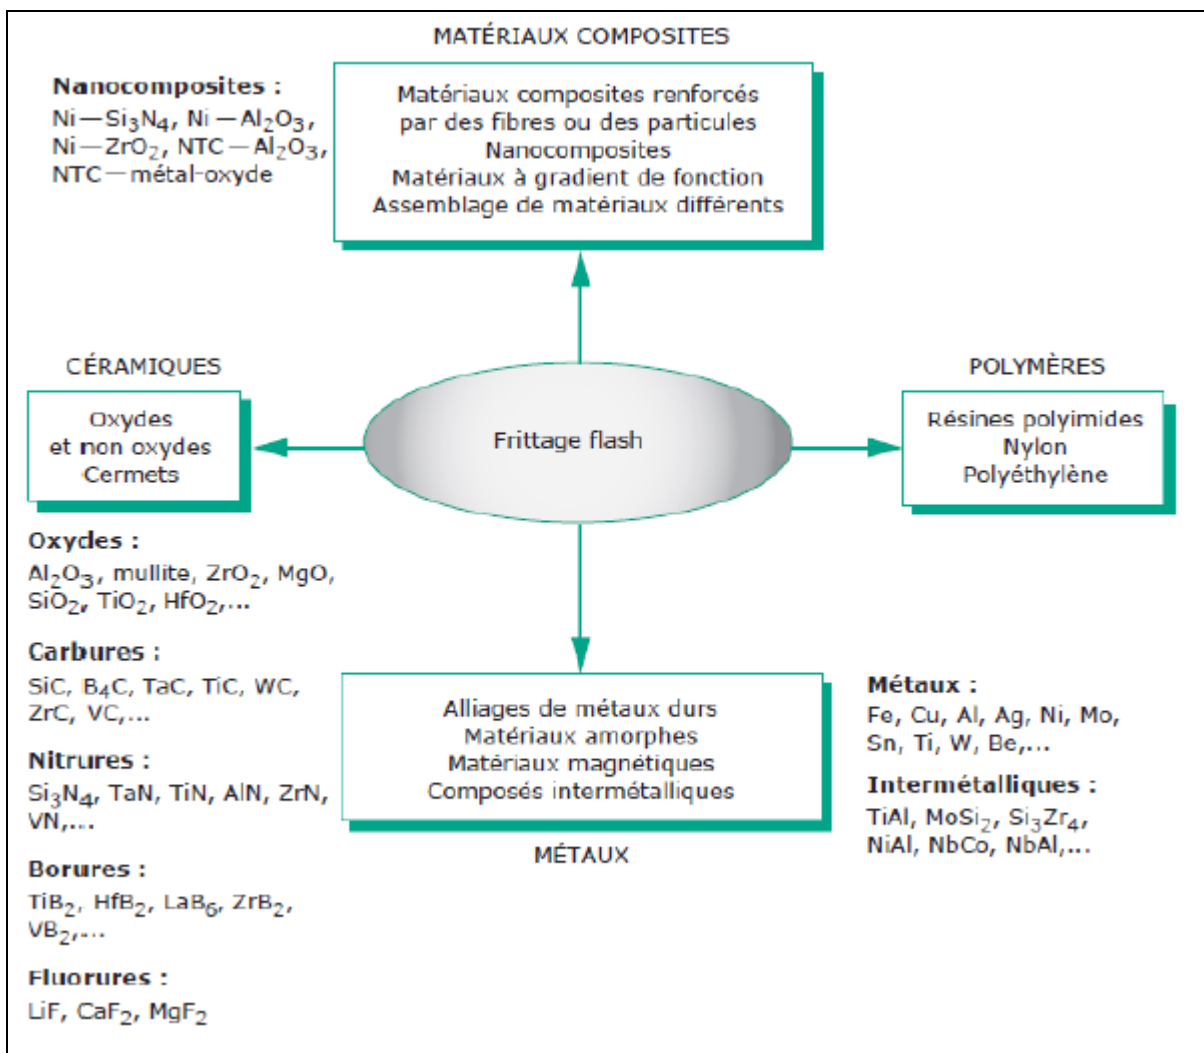 MATÉRIAUX COMPOSITES
Nanocomposites :
Ni—Si₃N₄, Ni—Al₂O₃,
Ni—ZrO₂, NTC—Al₂O₃,
NTC—métal-oxyde
Matériaux composites renforcés
par des fibres ou des particules
Nanocomposites
Matériaux à gradient de fonction
Assemblage de matériaux différents
CÉRAMIQUES
Oxydes
et non oxydes
Cermets
Frittage flash
POLYMÈRES
Résines polyimides
Nylon
Polyéthylène
Oxydes :
Al₂O₃, mullite, ZrO₂, MgO,
SiO₂, TiO₂, HfO₂,...
Carbures :
SiC, B₄C, TaC, TiC, WC,
ZrC, VC,...
Nitrures :
Si₃N₄, TaN, TiN, AlN, ZrN,
VN,...
Borures :
TiB₂, HfB₂, LaB₆, ZrB₂,
VB₂,...
Fluorures :
LiF, CaF₂, MgF₂
Alliages de métaux durs
Matériaux amorphes
Matériaux magnétiques
Composés intermétalliques
MÉTAUX
Métaux :
Fe, Cu, Al, Ag, Ni, Mo,
Sn, Ti, W, Be,...
Intermétalliques :
TiAl, MoSi₂, Si₃Zr₄,
NiAl, NbCo, NbAl,...